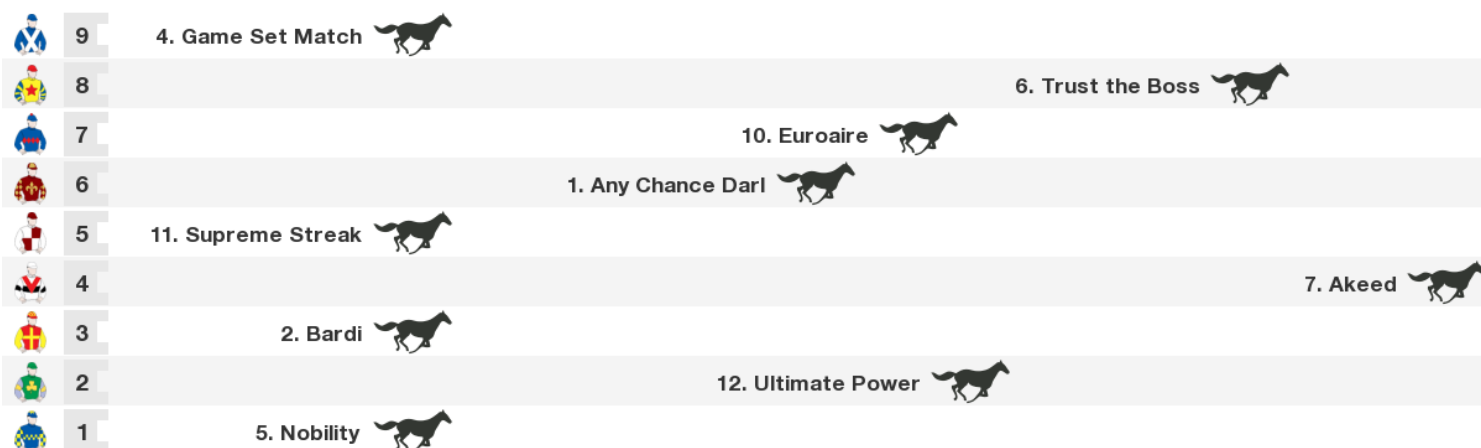 9 4. Game Set Match
8 6. Trust the Boss
7 10. Euroaire
6 1. Any Chance Darl
5 11. Supreme Streak
4 7. Akeed
3 2. Bardi
2 12. Ultimate Power
1 5. Nobility